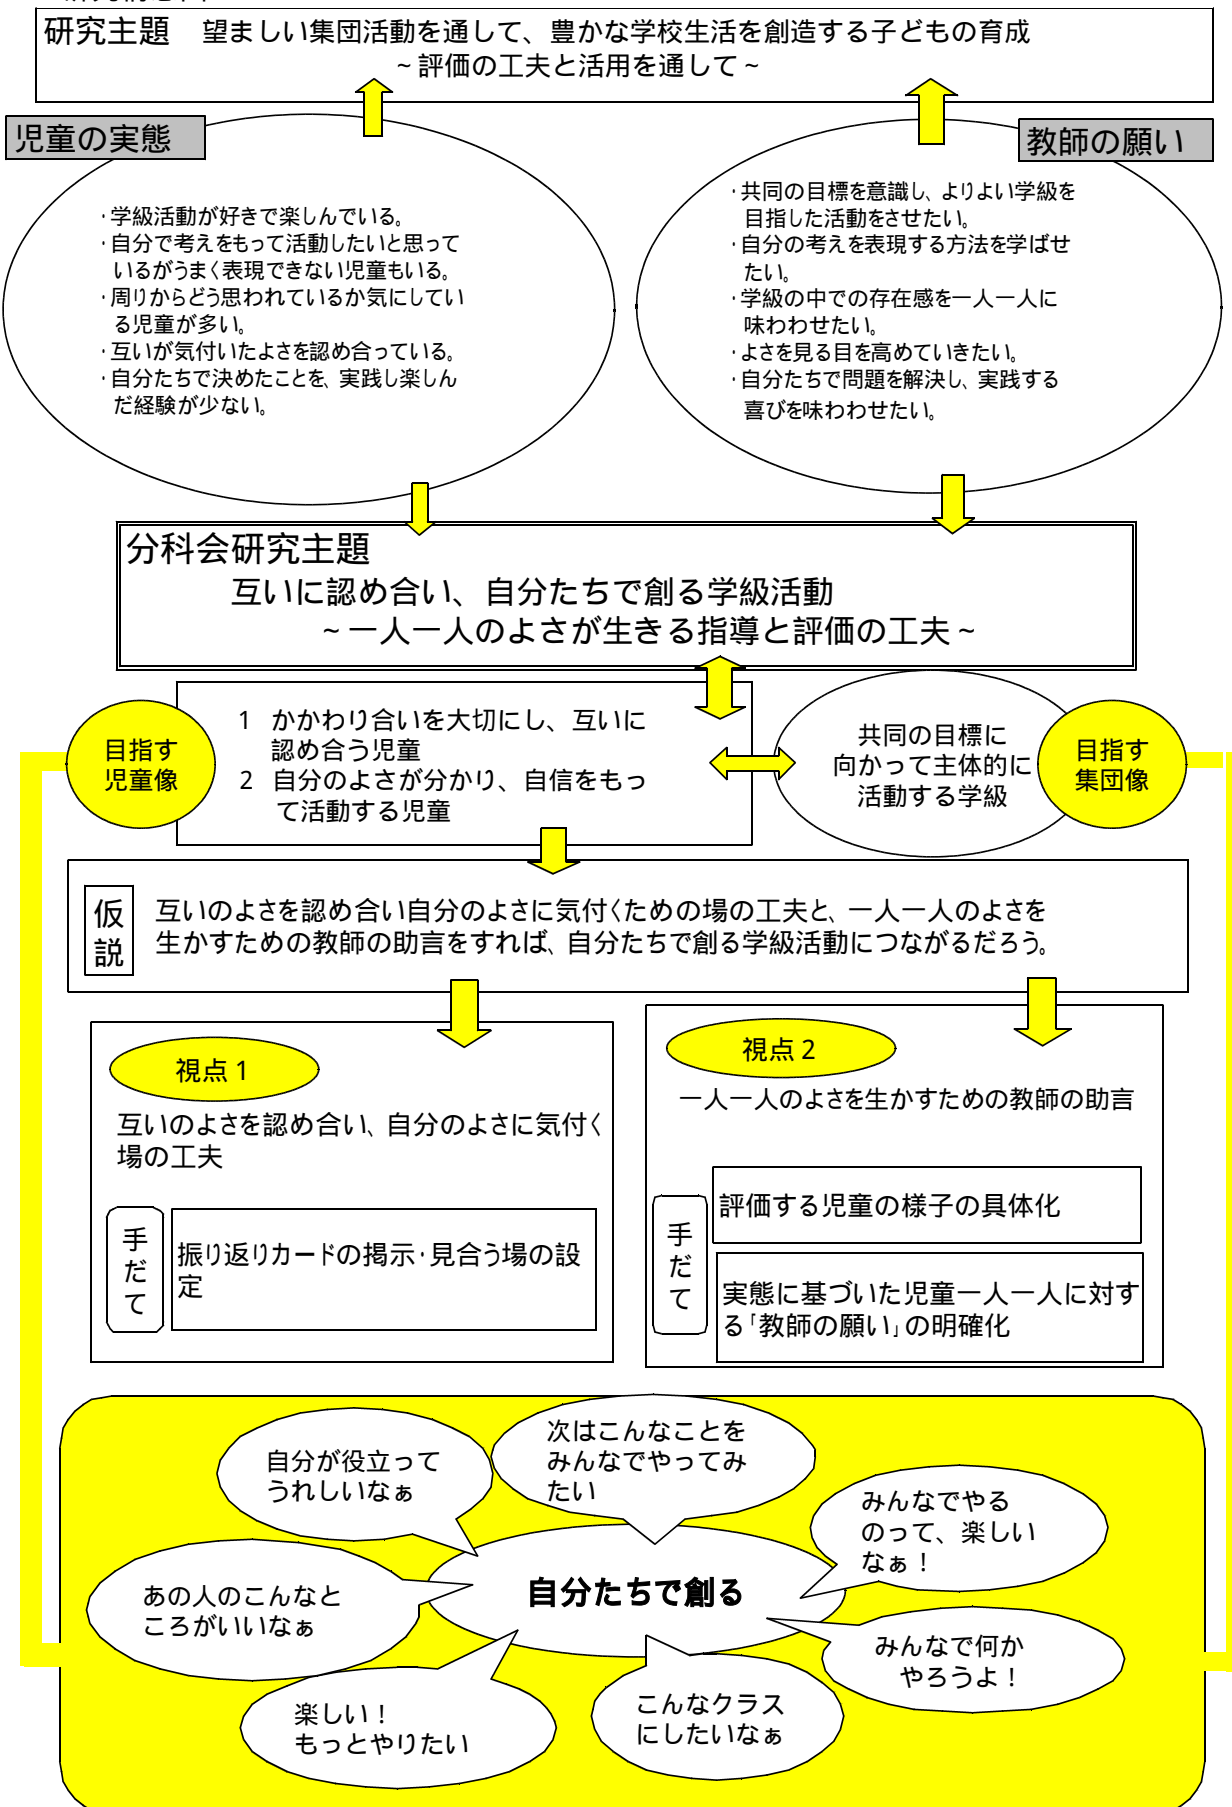 研究主題 望ましい集団活動を通して、豊かな学校生活を創造する子どもの育成
~評価の工夫と活用を通して~
児童の実態
・学級活動が好きで楽しんでいる。
・自分で考えをもって活動したいと思って
いるがうまく表現できない児童もいる。
・周りからどう思われているか気にしてい
る児童が多い。
・互いが気付いたよさを認め合っている。
・自分たちで決めたことを、実践し楽しん
だ経験が少ない。
教師の願い
・共同の目標を意識し、よりよい学級を
目指した活動をさせたい。
・自分の考えを表現する方法を学ばせ
たい。
・学級の中での存在感を一人一人に
味わわせたい。
・よさを見る目を高めていきたい。
・自分たちで問題を解決し、実践する
喜びを味わわせたい。
分科会研究主題
互いに認め合い、自分たちで創る学級活動
~一人一人のよさが生きる指導と評価の工夫~
目指す
児童像
1 かかわり合いを大切にし、互いに
認め合う児童
2 自分のよさが分かり、自信をもっ
て活動する児童
共同の目標に
向かって主体的に
活動する学級
目指す
集団像
仮説
互いのよさを認め合い自分のよさに気付くための場の工夫と、一人一人のよさを
生かすための教師の助言をすれば、自分たちで創る学級活動につながるだろう。
視点1
互いのよさを認め合い、自分のよさに気付く
場の工夫
手だて
振り返りカードの掲示・見合う場の設
定
視点2
一人一人のよさを生かすための教師の助言
手だて
評価する児童の様子の具体化
実態に基づいた児童一人一人に対す
る「教師の願い」の明確化
自分が役立って
うれしいなぁ
次はこんなことを
みんなでやってみ
たい
みんなでやる
のって、楽しい
なぁ!
あの人のこんなと
ころがいいなぁ
自分たちで創る
みんなで何か
やろうよ!
楽しい!
もっとやりたい
こんなクラス
にしたいなぁ